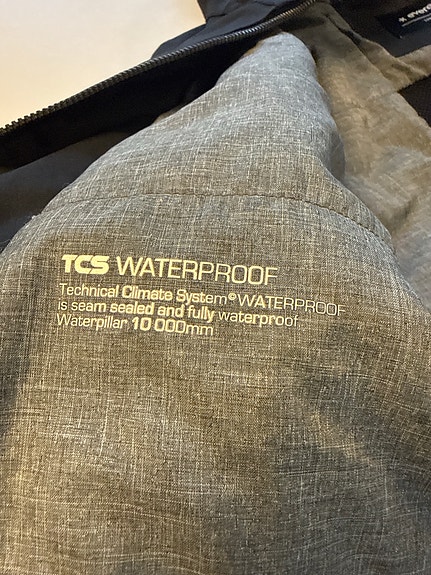 TCS WATERPROOF
Technical Climate System® WATERPROOF
is seam sealed and fully waterproof
Waterpillar 10 000mm